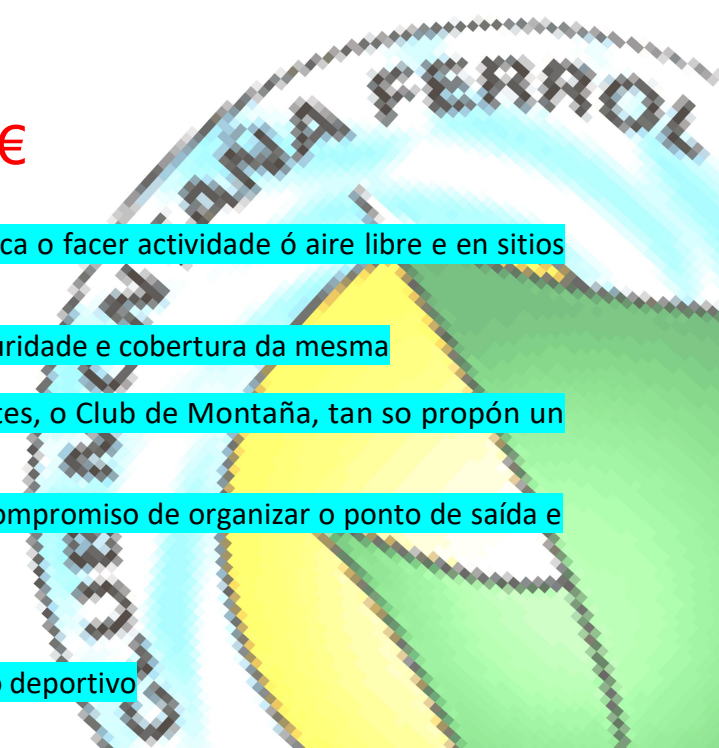 MONTAÑA FERROL
€
ca o facer actividade ó aire libre e en sitios
uridade e cobertura da mesma
tes, o Club de Montaña, tan so propón un
ompromiso de organizar o ponto de saída e
o deportivo